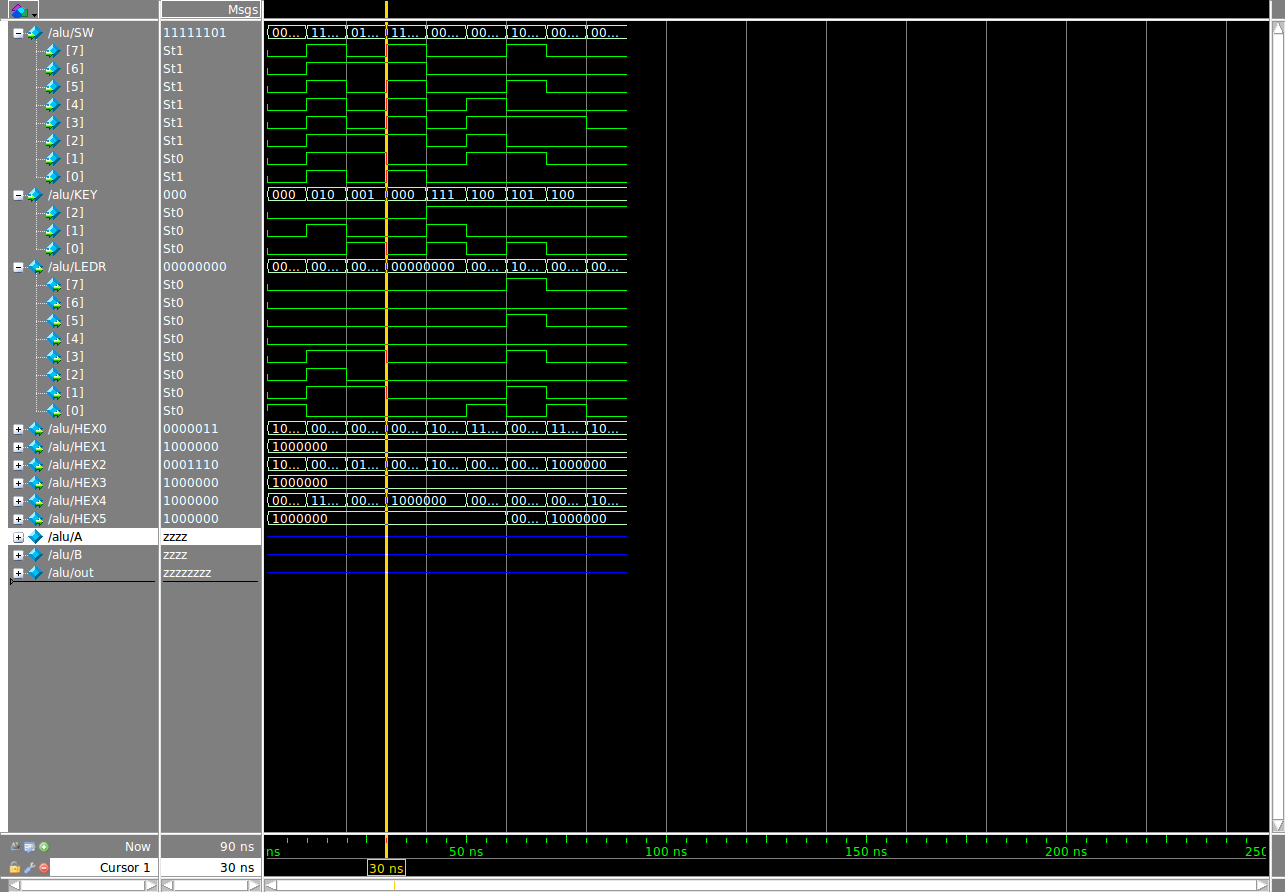 Msgs
/alu/SW 11111101 00... 11... 01... 11... 00... 00... 10... 00... 00...
[7] St1
[6] St1
[5] St1
[4] St1
[3] St1
[2] St1
[1] St0
[0] St1
/alu/KEY 000 000 010 001 000 111 100 101 100
[2] St0
[1] St0
[0] St0
/alu/LEDR 00000000 00... 00... 00... 00000000 00... 10... 00... 00...
[7] St0
[6] St0
[5] St0
[4] St0
[3] St0
[2] St0
[1] St0
[0] St0
/alu/HEX0 0000011 10... 00... 00... 00... 10... 11... 00... 11... 10...
/alu/HEX1 1000000 1000000
/alu/HEX2 0001110 10... 00... 01... 00... 10... 00... 00... 1000000
/alu/HEX3 1000000 1000000
/alu/HEX4 1000000 00... 11... 00... 1000000 00... 00... 00... 10...
/alu/HEX5 1000000 1000000 00... 1000000
/alu/A zzzz
/alu/B zzzz
/alu/out zzzzzzzz
Now 90 ns ns 50 ns 100 ns 150 ns 200 ns 250
Cursor 1 30 ns 30 ns